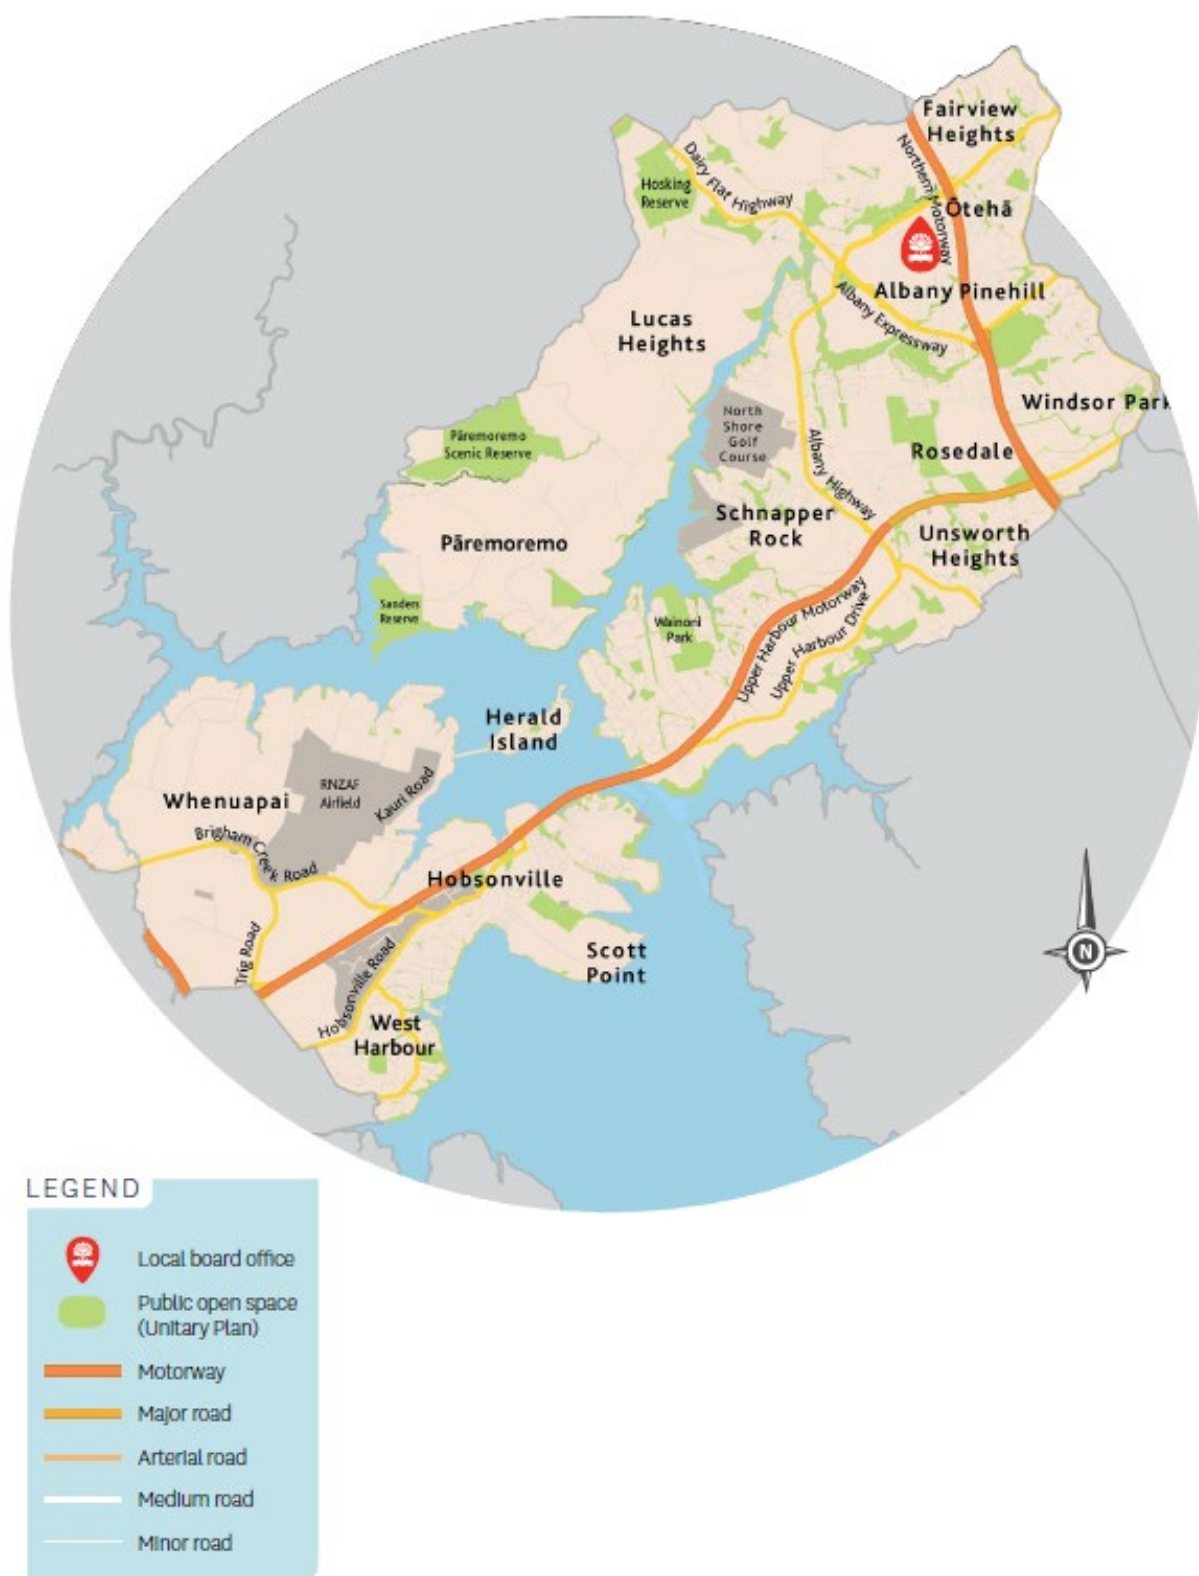 Fairview
Heights
Northern Motorway
Dairy Flat Highway
Hosking
Reserve
Ōtehā
Albany Pinehill
Albany Expressway
Lucas
Heights
Windsor Park
North
Shore
Golf
Course
Rosedale
Albany Highway
Pāremoremo
Scenic Reserve
Schnapper
Rock
Unsworth
Heights
Pāremoremo
Sanders
Reserve
Wainoni
Park
Upper Harbour Motorway
Upper Harbour Drive
Herald
Island
RNZAF
Airfield
Kauri Road
Whenuapai
Brigham Creek Road
Hobsonville
Trig Road
Hobsonville Road
Scott
Point
N
West
Harbour
LEGEND
Local board office
Public open space
(Unitary Plan)
Motorway
Major road
Arterial road
Medium road
Minor road